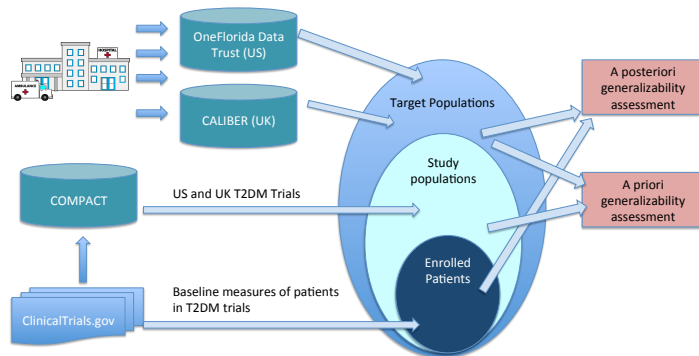 HOSPITAL
AMBULANCE
OneFlorida Data
Trust (US)
CALIBER (UK)
Target Populations
A posteriori
generalizability
assessment
Study
populations
COMPACT
US and UK T2DM Trials
A priori
generalizability
assessment
Enrolled
Patients
Baseline measures of patients
in T2DM trials
ClinicalTrials.gov